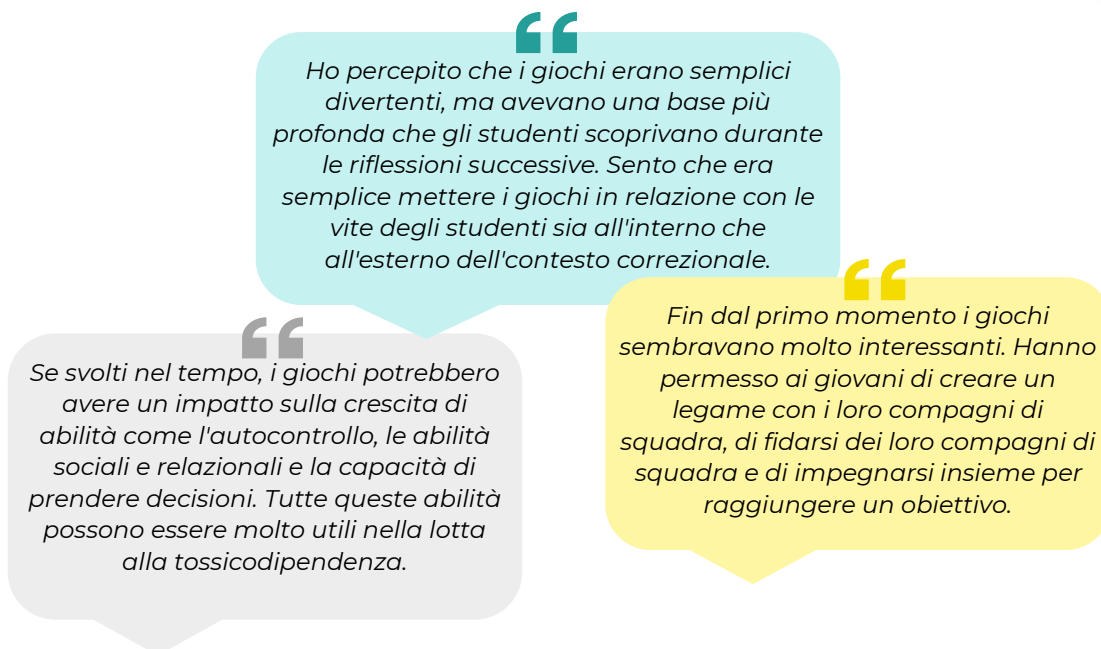 Ho percepito che i giochi erano semplici
divertenti, ma avevano una base più
profonda che gli studenti scoprivano durante
le riflessioni successive. Sento che era
semplice mettere i giochi in relazione con le
vite degli studenti sia all'interno che
all'esterno dell'contesto correzionale.
Se svolti nel tempo, i giochi potrebbero
avere un impatto sulla crescita di
abilità come l'autocontrollo, le abilità
sociali e relazionali e la capacità di
prendere decisioni. Tutte queste abilità
possono essere molto utili nella lotta
alla tossicodipendenza.
Fin dal primo momento i giochi
sembravano molto interessanti. Hanno
permesso ai giovani di creare un
legame con i loro compagni di
squadra, di fidarsi dei loro compagni di
squadra e di impegnarsi insieme per
raggiungere un obiettivo.